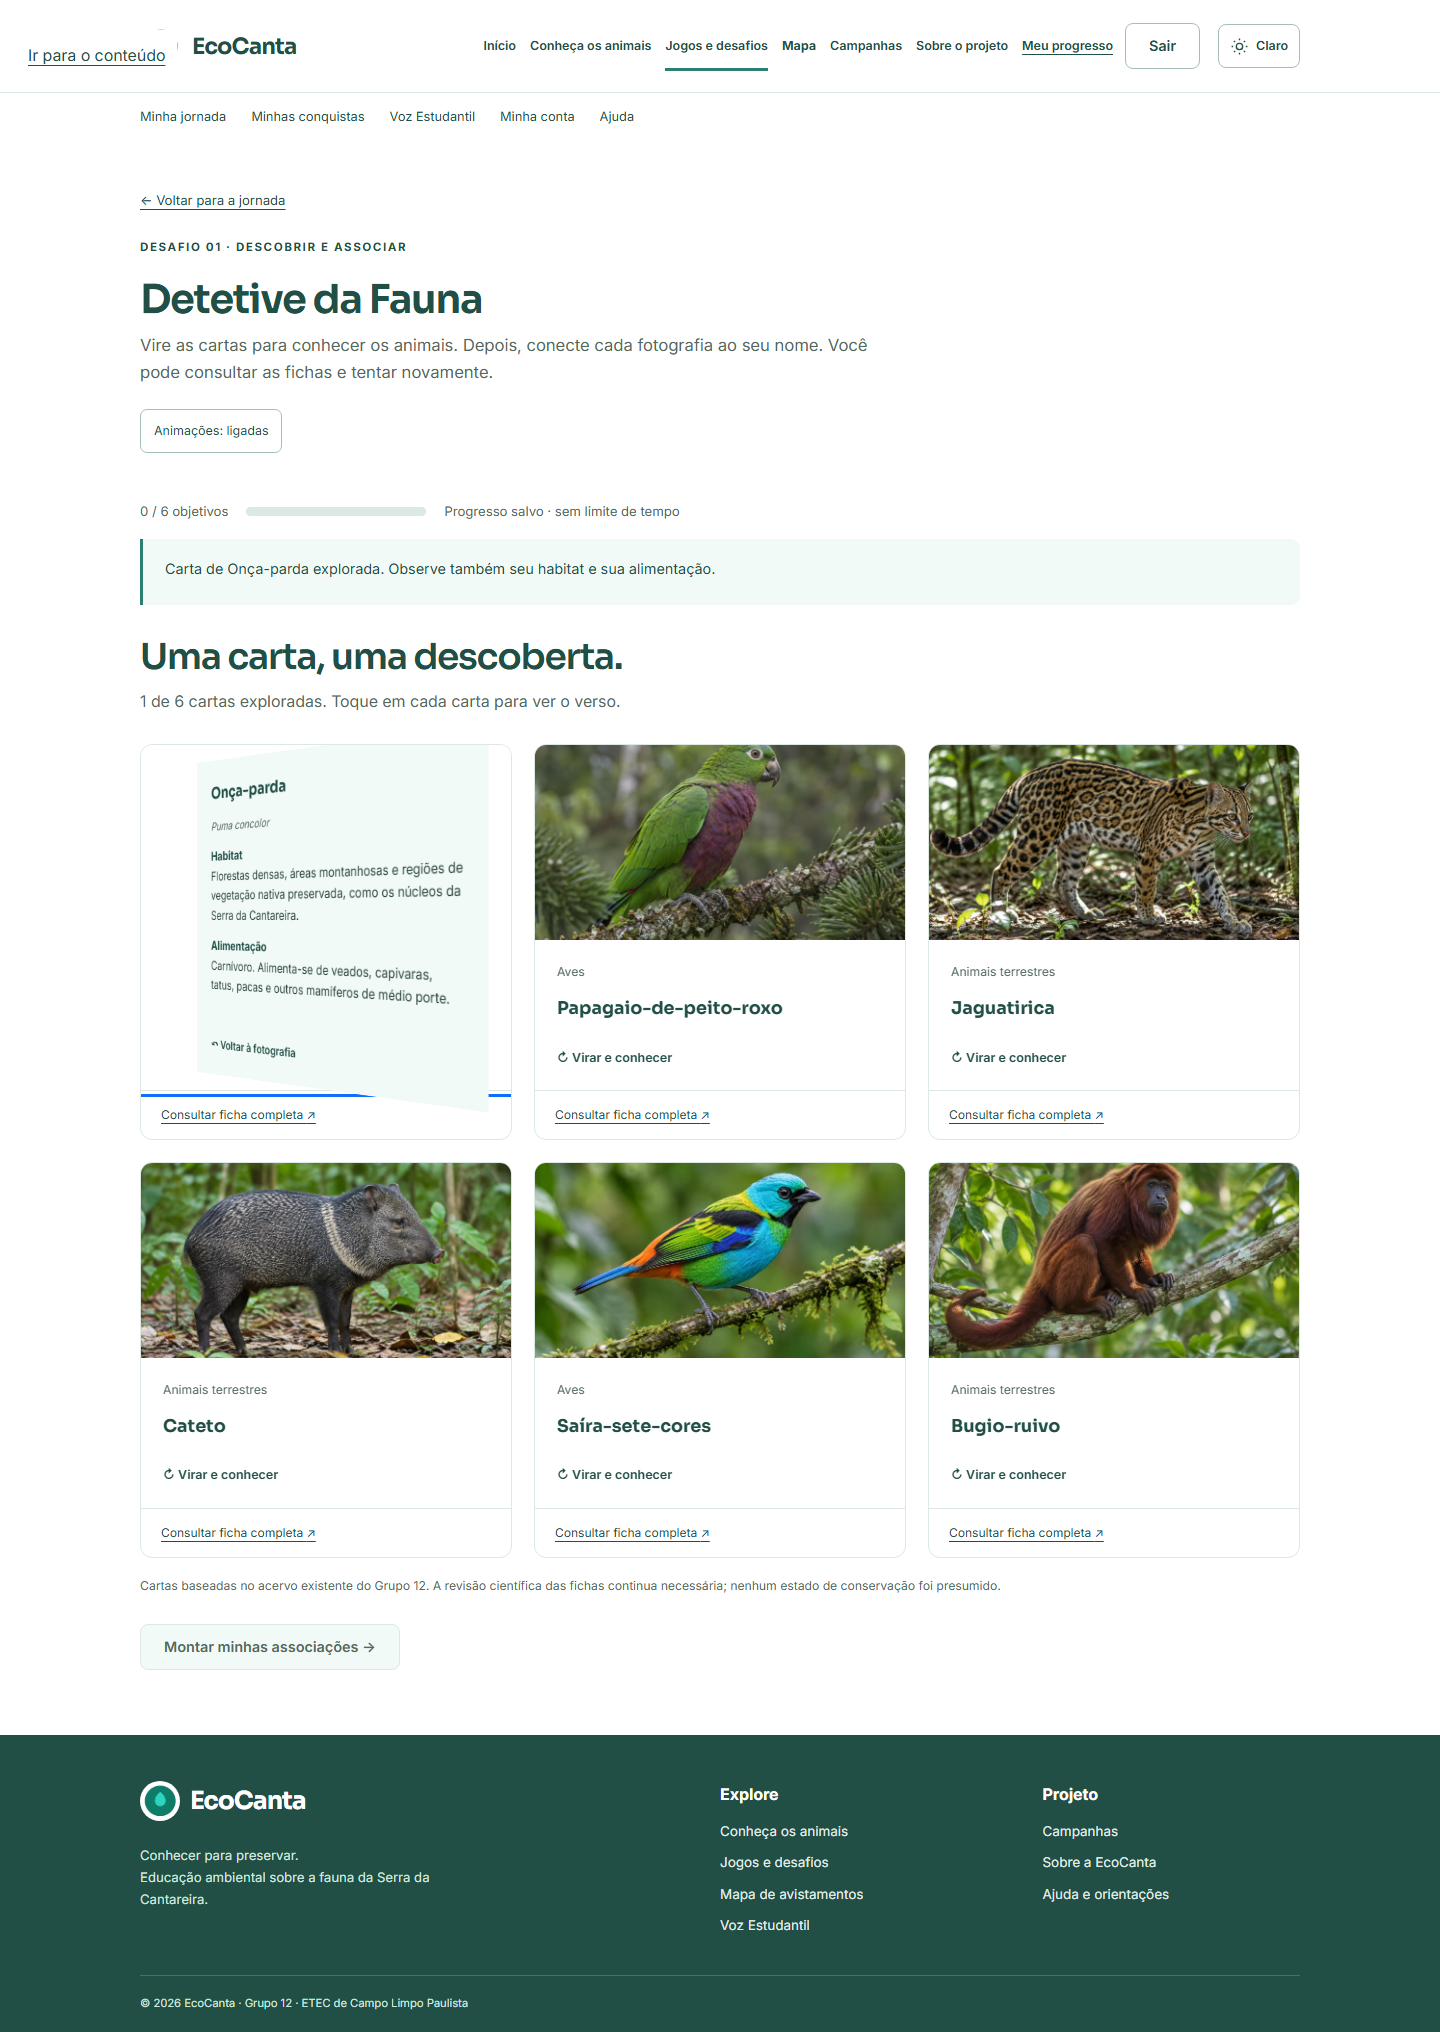 Ir para o conteúdo
EcoCanta
Início
Conheça os animais
Jogos e desafios
Mapa
Campanhas
Sobre o projeto
Meu progresso
Sair
Claro
Minha jornada
Minhas conquistas
Voz Estudantil
Minha conta
Ajuda
← Voltar para a jornada
DESAFIO 01 · DESCOBRIR E ASSOCIAR
Detetive da Fauna
Vire as cartas para conhecer os animais. Depois, conecte cada fotografia ao seu nome. Você
pode consultar as fichas e tentar novamente.
Animações: ligadas
0 / 6 objetivos
Progresso salvo · sem limite de tempo
Carta de Onça-parda explorada. Observe também seu habitat e sua alimentação.
Uma carta, uma descoberta.
1 de 6 cartas exploradas. Toque em cada carta para ver o verso.
Onça-parda
Puma concolor
Habitat
Florestas densas, áreas montanhosas e regiões de
vegetação nativa preservada, como os núcleos da
Serra da Cantareira.
Alimentação
Carnívoro. Alimenta-se de veados, capivaras,
tatus, pacas e outros mamíferos de médio porte.
↶ Voltar à fotografia
Consultar ficha completa ↗
Aves
Papagaio-de-peito-roxo
↻ Virar e conhecer
Consultar ficha completa ↗
Animais terrestres
Jaguatirica
↻ Virar e conhecer
Consultar ficha completa ↗
Animais terrestres
Cateto
↻ Virar e conhecer
Consultar ficha completa ↗
Aves
Saíra-sete-cores
↻ Virar e conhecer
Consultar ficha completa ↗
Animais terrestres
Bugio-ruivo
↻ Virar e conhecer
Consultar ficha completa ↗
Cartas baseadas no acervo existente do Grupo 12. A revisão científica das fichas continua necessária; nenhum estado de conservação foi presumido.
Montar minhas associações →
EcoCanta
Conhecer para preservar.
Educação ambiental sobre a fauna da Serra da
Cantareira.
Explore
Conheça os animais
Jogos e desafios
Mapa de avistamentos
Voz Estudantil
Projeto
Campanhas
Sobre a EcoCanta
Ajuda e orientações
© 2026 EcoCanta · Grupo 12 · ETEC de Campo Limpo Paulista